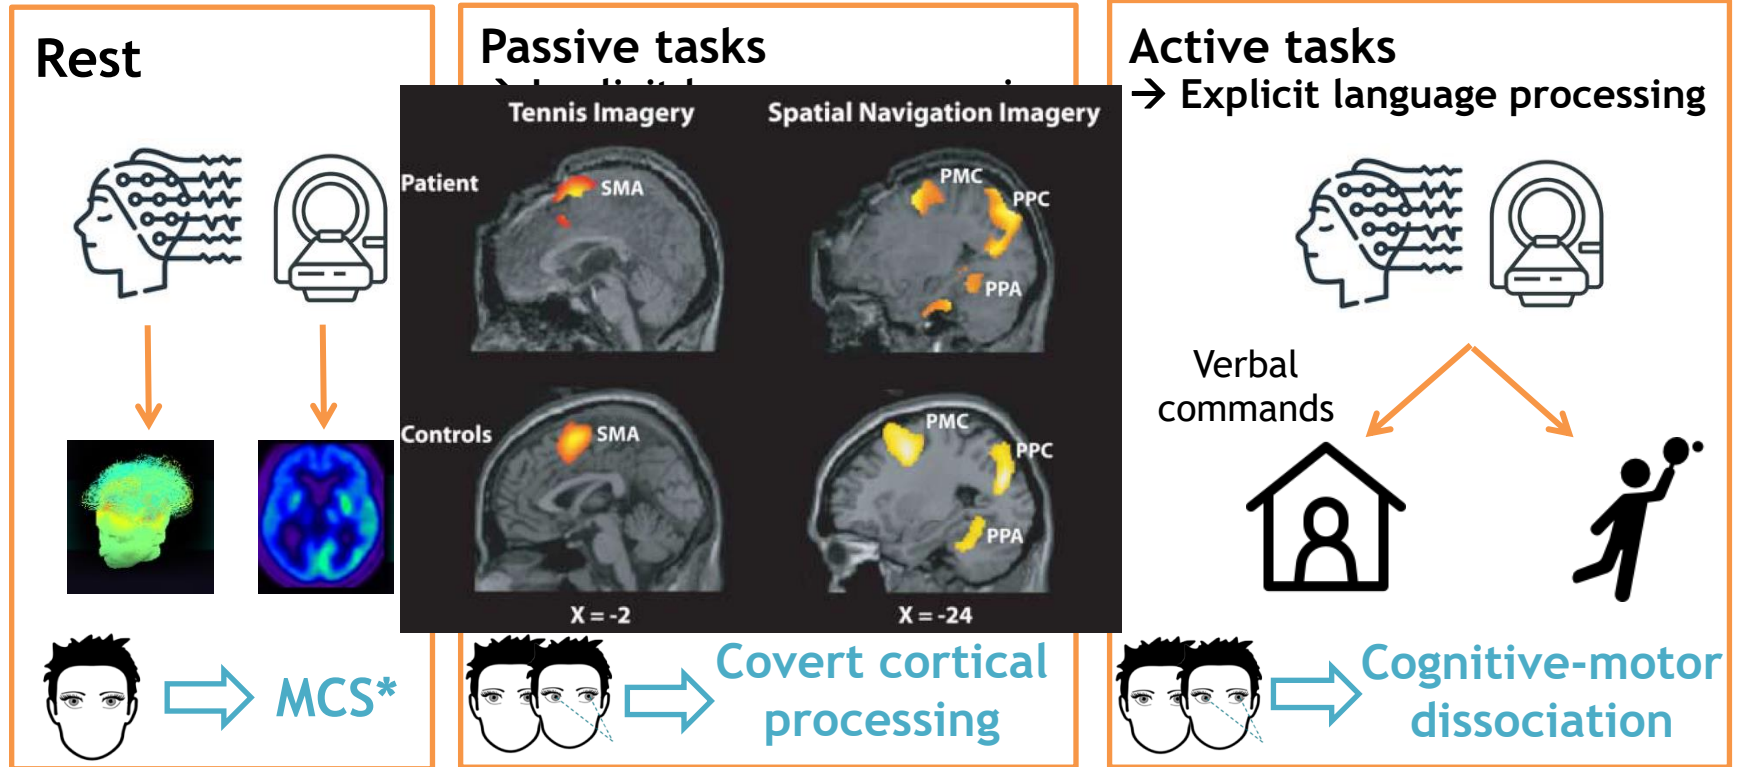 Rest
MCS*
Passive tasks
Tennis Imagery
Spatial Navigation Imagery
Patient
SMA
PMC
PPC
PPA
Controls
SMA
PMC
PPC
PPA
X = -2
X = -24
Covert cortical
processing
Active tasks
→ Explicit language processing
Verbal
commands
Cognitive-motor
dissociation